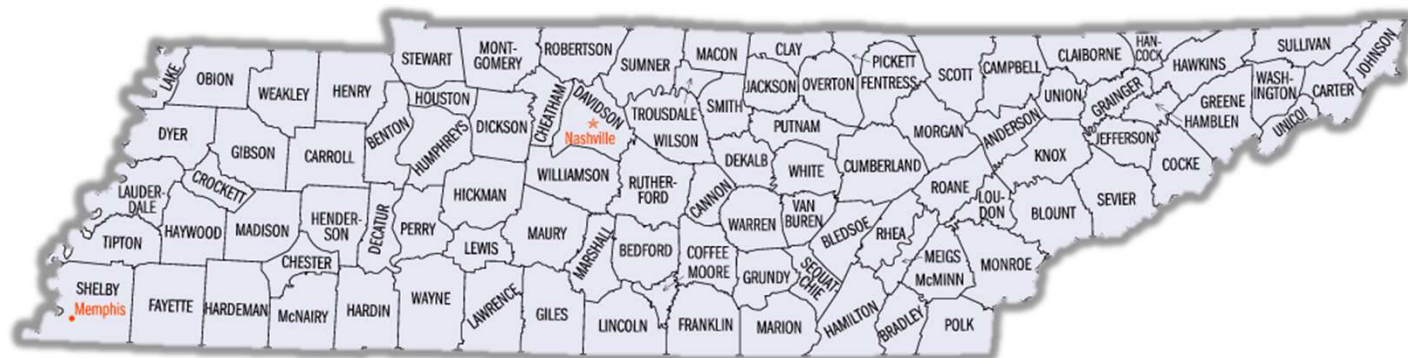 LAKE
OBION
WEAKLEY
HENRY
STEWART
MONT-
GOMERY
ROBERTSON
SUMNER
MACON
CLAY
PICKETT
FENTRESS
SCOTT
CAMPBELL
CLAIBORNE
HAN-
COCK
HAWKINS
SULLIVAN
JOHNSON
HOUSTON
CHEATHAM
DAVIDSON
Nashville
TROUSDALE
SMITH
JACKSON
OVERTON
UNION
GRAINGER
GREENE
HAMBLEN
WASH-
INGTON
CARTER
UNICOI
DYER
GIBSON
CARROLL
BENTON
HUMPHREYS
DICKSON
WILSON
PUTNAM
MORGAN
ANDERSON
KNOX
JEFFERSON
COCKE
CROCKETT
WILLIAMSON
DEKALB
WHITE
CUMBERLAND
LAUDER-
DALE
HICKMAN
RUTHER-
FORD
CANNON
ROANE
LOU-
DON
BLOUNT
SEVIER
TIPTON
HAYWOOD
MADISON
HENDER-
SON
DECATUR
PERRY
LEWIS
MAURY
MARSHALL
BEDFORD
COFFEE
MOORE
WARREN
VAN
BUREN
BLEDSOE
RHEA
MEIGS
McMINN
MONROE
CHESTER
GRUNDY
SEQUAT
CHIE
SHELBY
Memphis
FAYETTE
HARDEMAN
McNAIRY
HARDIN
WAYNE
LAWRENCE
GILES
LINCOLN
FRANKLIN
MARION
HAMILTON
BRADLEY
POLK